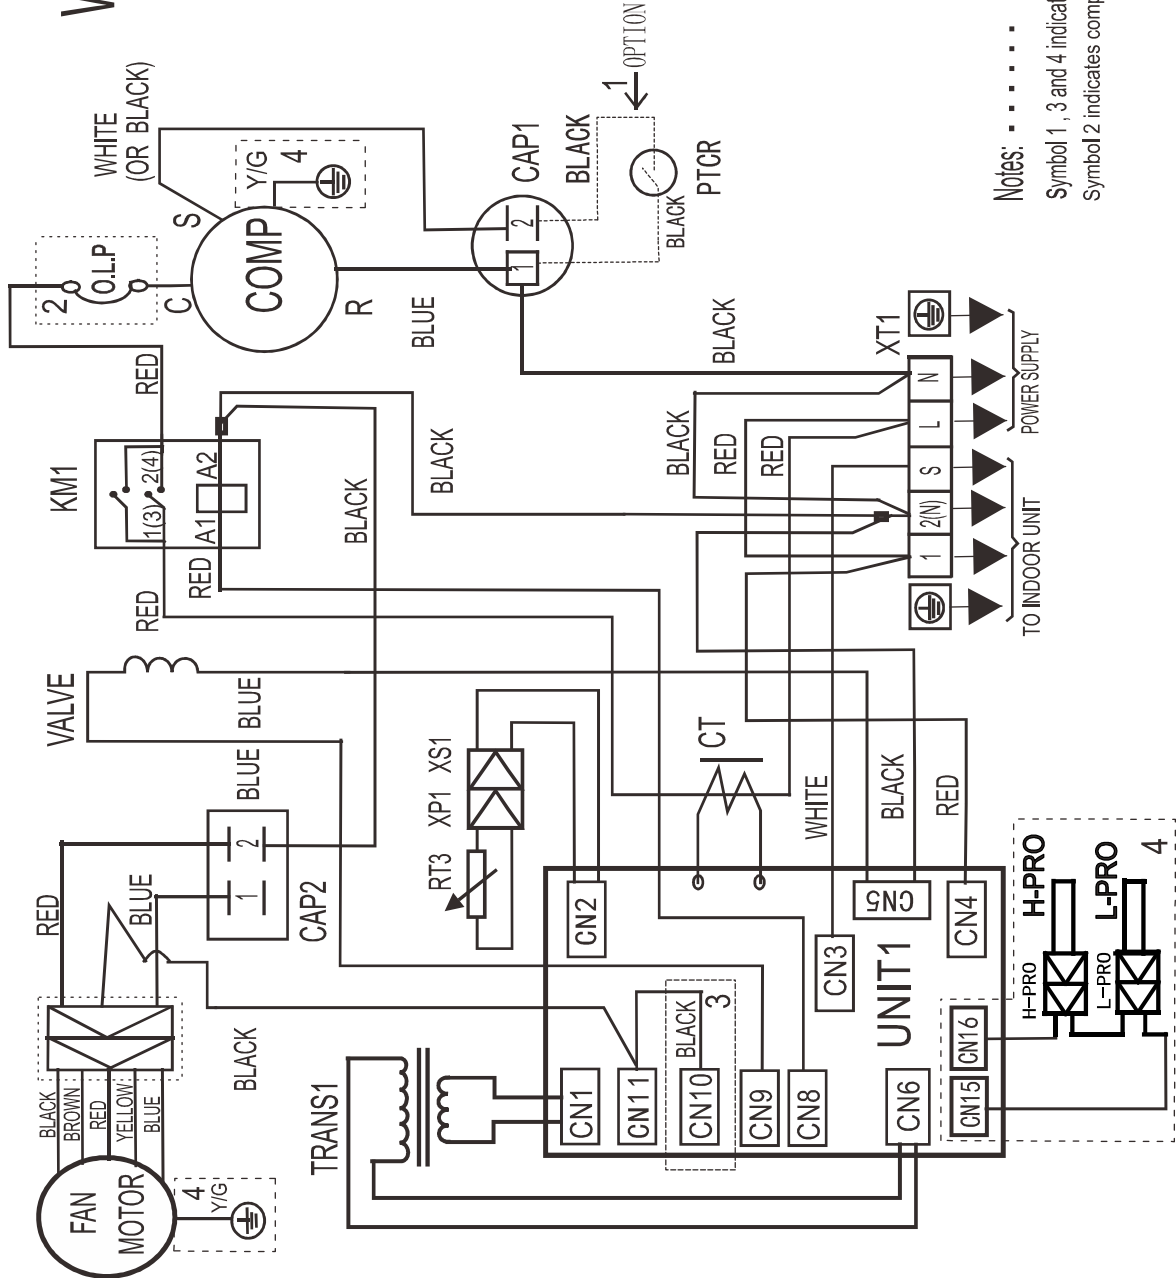 WHITE
(OR BLACK)
Y/G
4
S
COMP
C
R
2
O.L.P
RED
BLUE
CAP1
1
2
BLACK
BLACK
PTCR
1
OPTION
Notes:
Symbol 1 , 3 and 4 indicat
Symbol 2 indicates comp
KM1
1(3)
2(4)
A1
A2
RED
RED
BLACK
BLACK
BLACK
BLACK
RED
RED
XT1
N
L
S
2(N)
1
POWER SUPPLY
TO INDOOR UNIT
VALVE
BLUE
BLUE
XP1
XS1
RT3
CT
WHITE
BLACK
RED
CAP2
1
2
RED
BLUE
BLACK
BLACK
BROWN
RED
YELLOW
BLUE
FAN
MOTOR
4
Y/G
TRANS1
CN2
CN3
CN5
CN4
UNIT1
CN1
CN11
BLACK
3
CN10
CN9
CN8
CN6
CN16
CN15
H-PRO
L-PRO
H-PRO
L-PRO
4